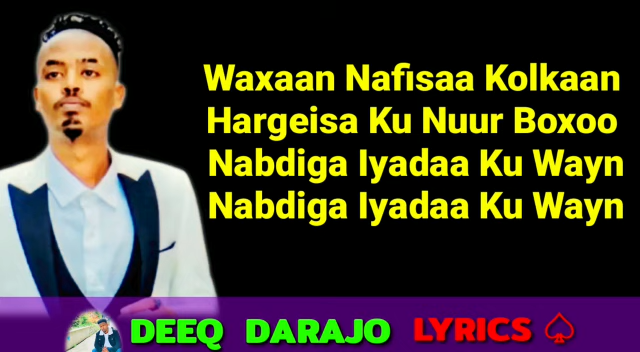 Waxaan Nafisaa Kolkaan
Hargeisa Ku Nuur Boxoo
Nabdiga Iyadaa Ku Wayn
Nabdiga Iyadaa Ku Wayn
DEEQ DARAJO LYRICS